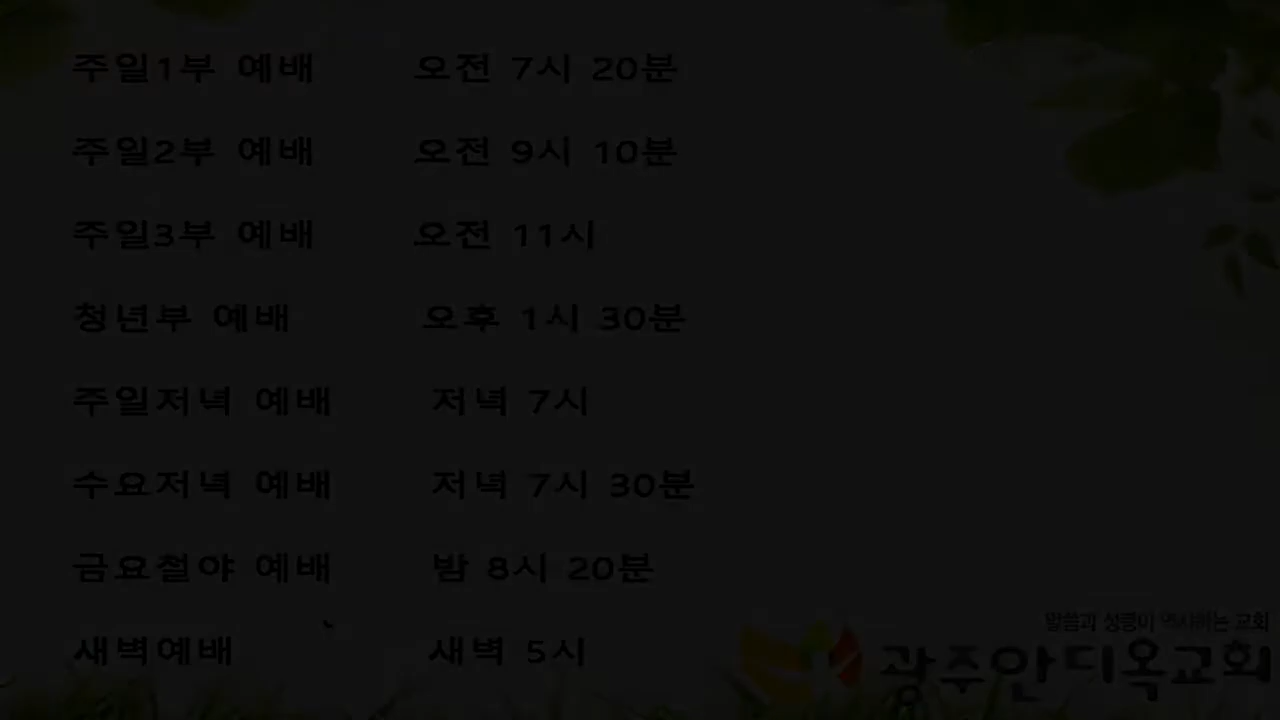 주일1부 예배 오전 7시 20분
주일2부 예배 오전 9시 10분
주일3부 예배 오전 11시
청년부 예배 오후 1시 30분
주일저녁 예배 저녁 7시
수요저녁 예배 저녁 7시 30분
금요철야 예배 밤 8시 20분
새벽예배 새벽 5시
말씀과 성령이 역사하는 교회
광주안디옥교회